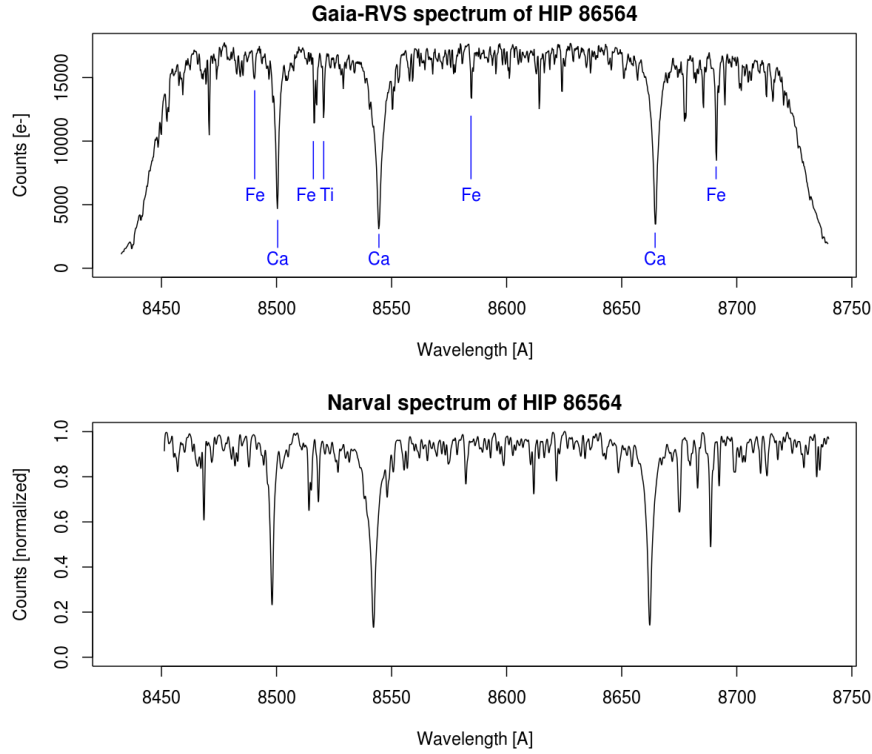 Gaia-RVS spectrum of HIP 86564
Counts [e-]
15000
10000
5000
0
Fe
Fe
Ti
Fe
Fe
Ca
Ca
Ca
8450 8500 8550 8600 8650 8700 8750
Wavelength [A]
Narval spectrum of HIP 86564
Counts [normalized]
1.0
0.8
0.6
0.4
0.2
0.0
8450 8500 8550 8600 8650 8700 8750
Wavelength [A]